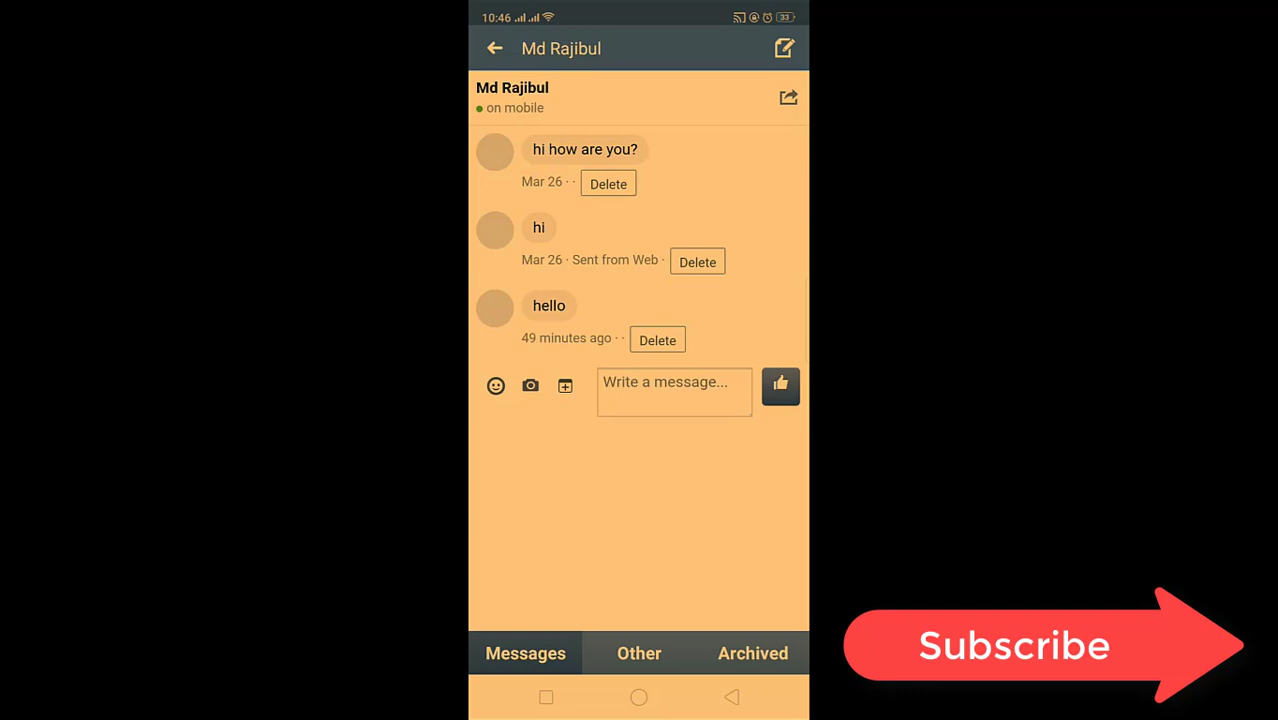 10:46
33
Md Rajibul
Md Rajibul
on mobile
hi how are you?
Mar 26 · · Delete
hi
Mar 26 · Sent from Web · Delete
hello
49 minutes ago · · Delete
Write a message...
Messages Other Archived
Subscribe